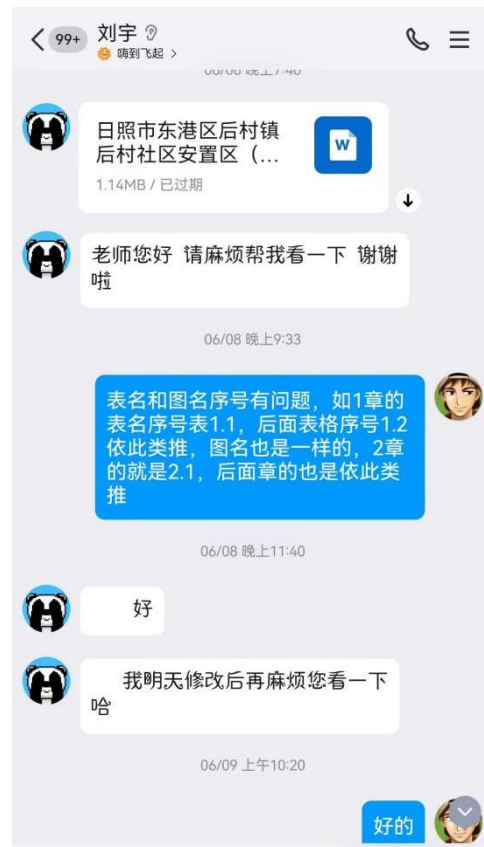 99+
刘宇
嗨到飞起 >
06/08 晚上7:46
日照市东港区后村镇
后村社区安置区（...
W
1.14MB / 已过期
老师您好 请麻烦帮我看一下 谢谢
啦
06/08 晚上9:33
表名和图名序号有问题，如1章的
表名序号表1.1，后面表格序号1.2
依此类推，图名也是一样的，2章
的就是2.1，后面章的也是依此类
推
06/08 晚上11:40
好
我明天修改后再麻烦您看一下
哈
06/09 上午10:20
好的